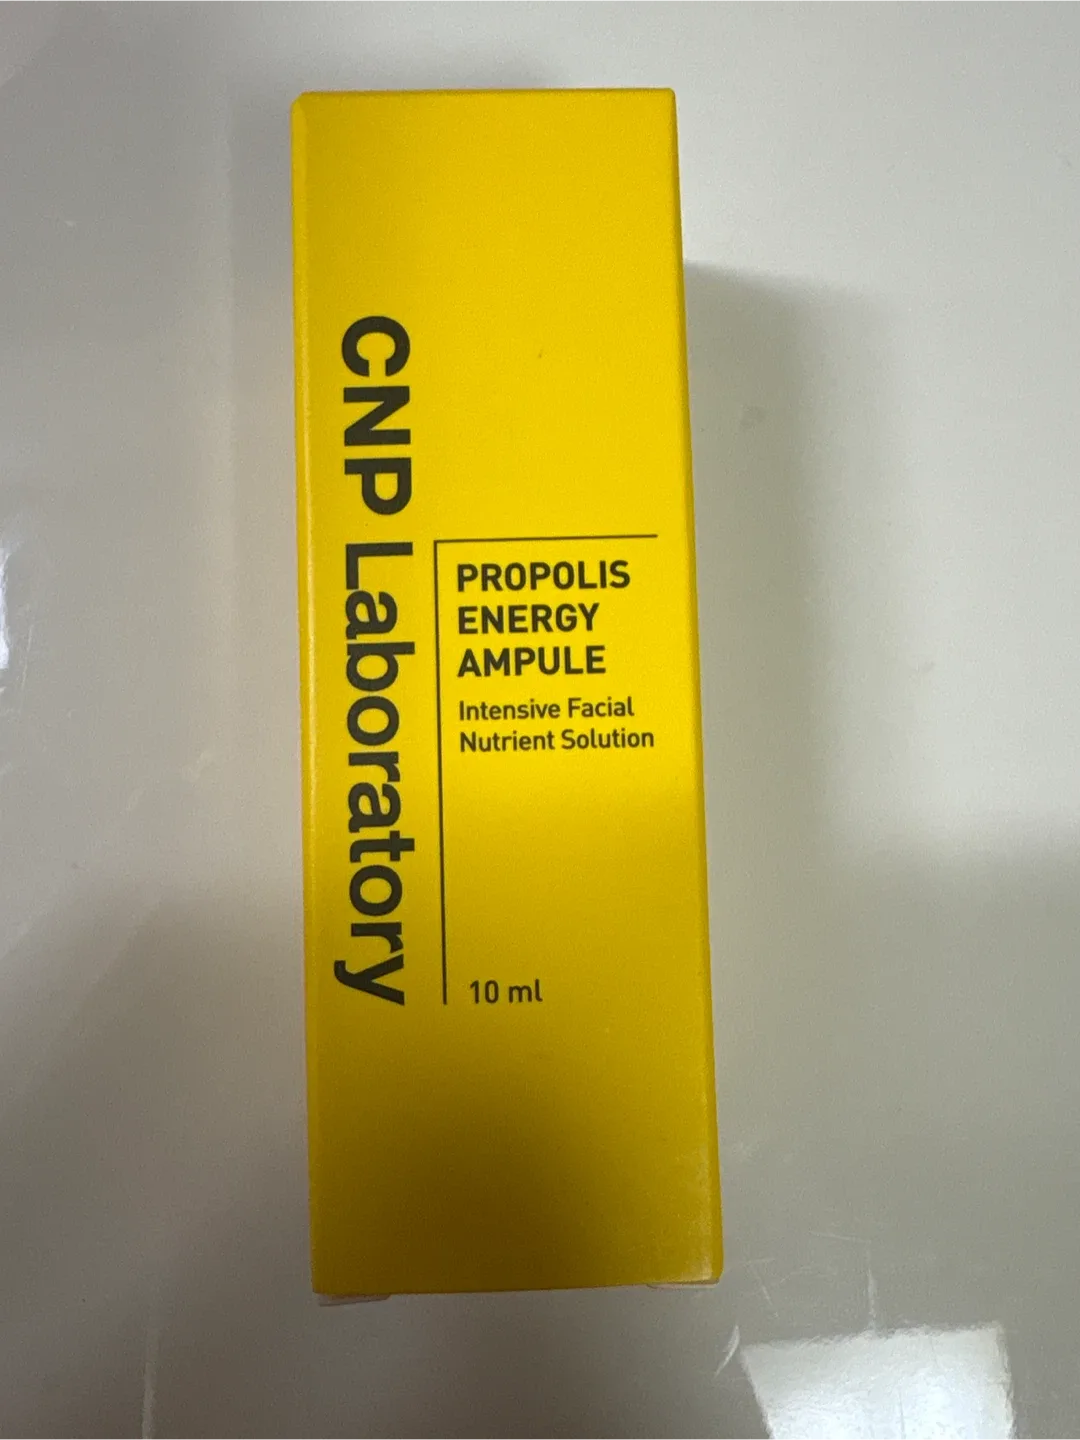 CNP Laboratory
PROPOLIS
ENERGY
AMPULE
Intensive Facial
Nutrient Solution
10 ml